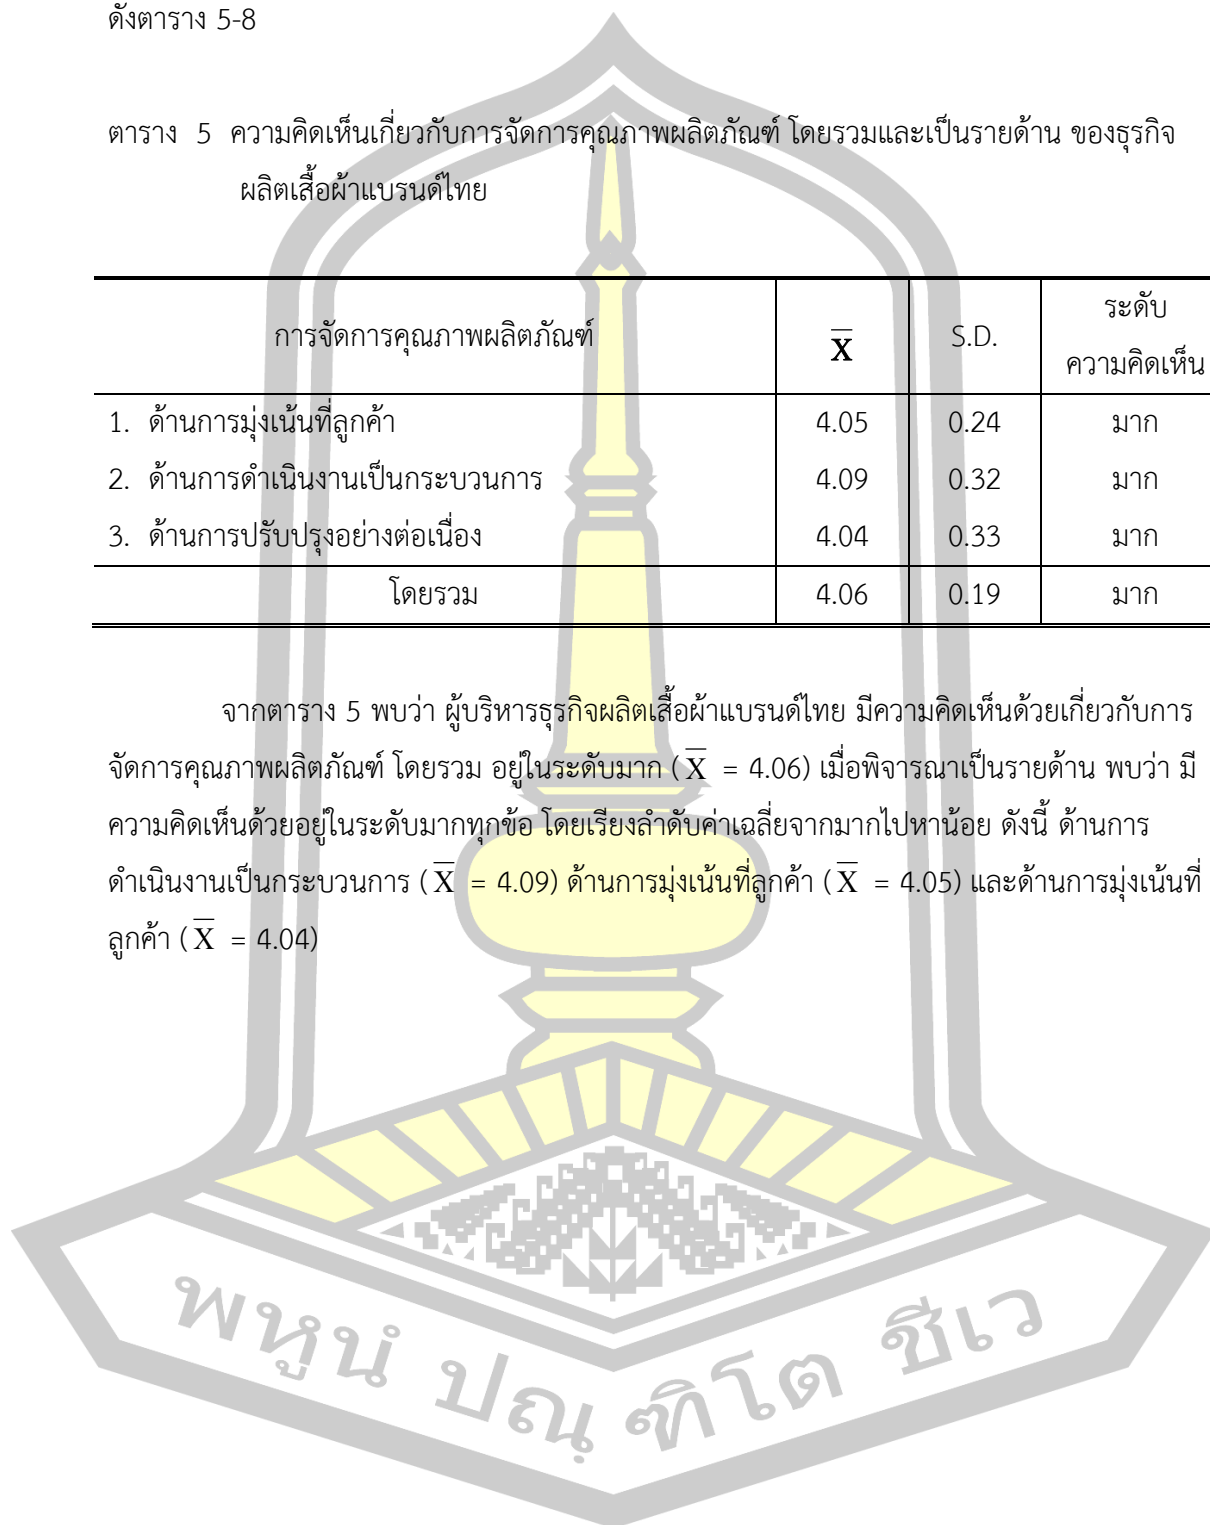 ดังตาราง 5-8
ตาราง 5 ความคิดเห็นเกี่ยวกับการจัดการคุณภาพผลิตภัณฑ์ โดยรวมและเป็นรายด้าน ของธุรกิจ
ผลิตเสื้อผ้าแบรนด์ไทย
การจัดการคุณภาพผลิตภัณฑ์ X̄ S.D. ระดับ
ความคิดเห็น
1. ด้านการมุ่งเน้นที่ลูกค้า 4.05 0.24 มาก
2. ด้านการดำเนินงานเป็นกระบวนการ 4.09 0.32 มาก
3. ด้านการปรับปรุงอย่างต่อเนื่อง 4.04 0.33 มาก
โดยรวม 4.06 0.19 มาก
จากตาราง 5 พบว่า ผู้บริหารธุรกิจผลิตเสื้อผ้าแบรนด์ไทย มีความคิดเห็นด้วยเกี่ยวกับการ
จัดการคุณภาพผลิตภัณฑ์ โดยรวม อยู่ในระดับมาก ( X̄ = 4.06) เมื่อพิจารณาเป็นรายด้าน พบว่า มี
ความคิดเห็นด้วยอยู่ในระดับมากทุกข้อ โดยเรียงลำดับค่าเฉลี่ยจากมากไปหาน้อย ดังนี้ ด้านการ
ดำเนินงานเป็นกระบวนการ ( X̄ = 4.09) ด้านการมุ่งเน้นที่ลูกค้า ( X̄ = 4.05) และด้านการมุ่งเน้นที่
ลูกค้า ( X̄ = 4.04)
พหูนํ ปณฺฑิโต ชีเว